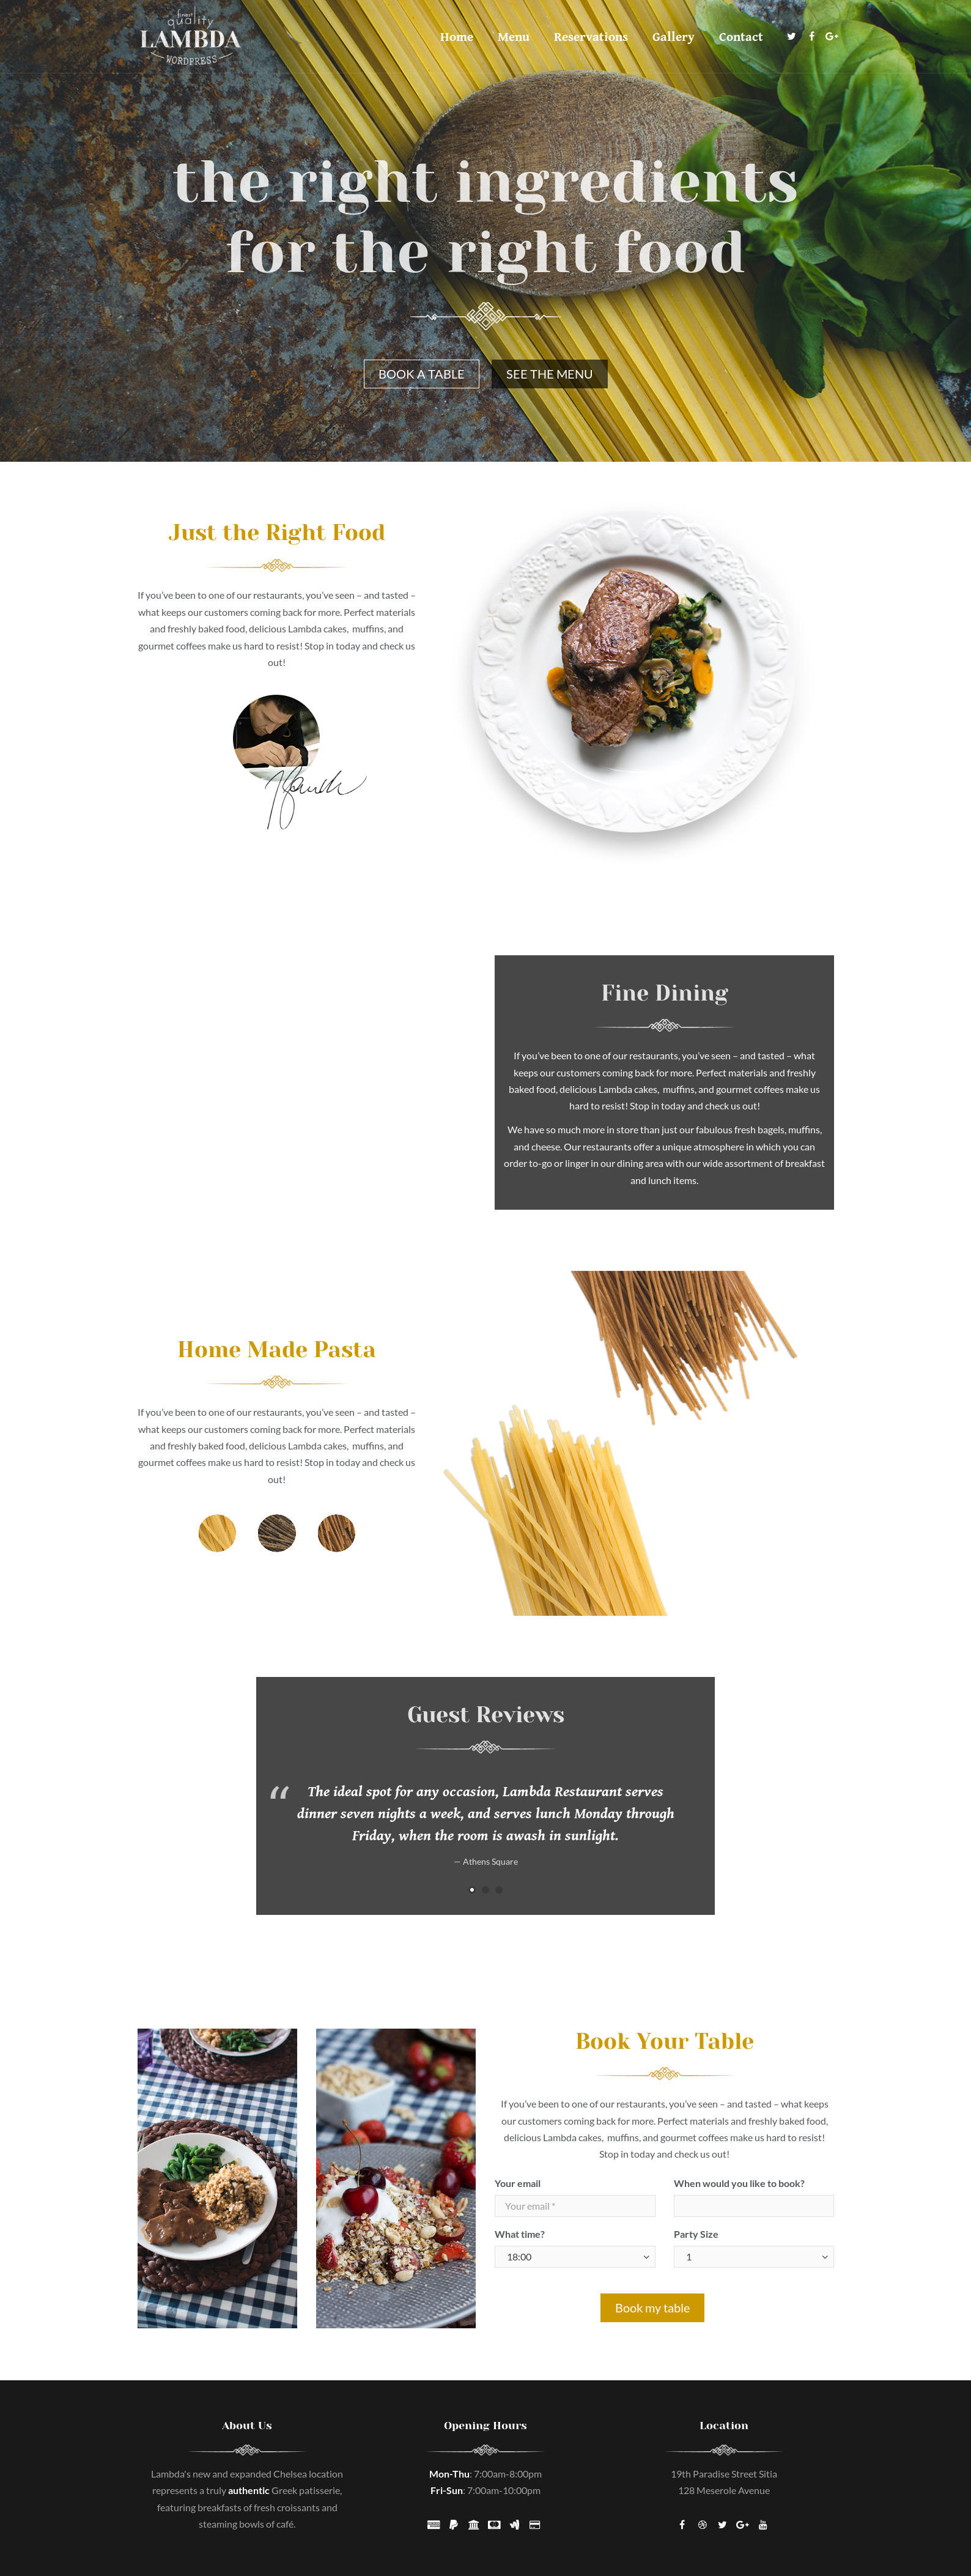 finest
quality
LAMBDA
WORDPRESS
Home Menu Reservations Gallery Contact
the right ingredients
for the right food
BOOK A TABLE SEE THE MENU
Just the Right Food
If you've been to one of our restaurants, you've seen – and tasted –
what keeps our customers coming back for more. Perfect materials
and freshly baked food, delicious Lambda cakes, muffins, and
gourmet coffees make us hard to resist! Stop in today and check us
out!
Fine Dining
If you've been to one of our restaurants, you've seen – and tasted – what
keeps our customers coming back for more. Perfect materials and freshly
baked food, delicious Lambda cakes, muffins, and gourmet coffees make us
hard to resist! Stop in today and check us out!
We have so much more in store than just our fabulous fresh bagels, muffins,
and cheese. Our restaurants offer a unique atmosphere in which you can
order to-go or linger in our dining area with our wide assortment of breakfast
and lunch items.
Home Made Pasta
If you've been to one of our restaurants, you've seen – and tasted –
what keeps our customers coming back for more. Perfect materials
and freshly baked food, delicious Lambda cakes, muffins, and
gourmet coffees make us hard to resist! Stop in today and check us
out!
Guest Reviews
“ The ideal spot for any occasion, Lambda Restaurant serves
dinner seven nights a week, and serves lunch Monday through
Friday, when the room is awash in sunlight.
— Athens Square
Book Your Table
If you've been to one of our restaurants, you've seen – and tasted – what keeps
our customers coming back for more. Perfect materials and freshly baked food,
delicious Lambda cakes, muffins, and gourmet coffees make us hard to resist!
Stop in today and check us out!
Your email When would you like to book?
Your email *
What time? Party Size
18:00 1
Book my table
About Us
Lambda's new and expanded Chelsea location
represents a truly authentic Greek patisserie,
featuring breakfasts of fresh croissants and
steaming bowls of café.
Opening Hours
Mon-Thu: 7:00am-8:00pm
Fri-Sun: 7:00am-10:00pm
Location
19th Paradise Street Sitia
128 Meserole Avenue